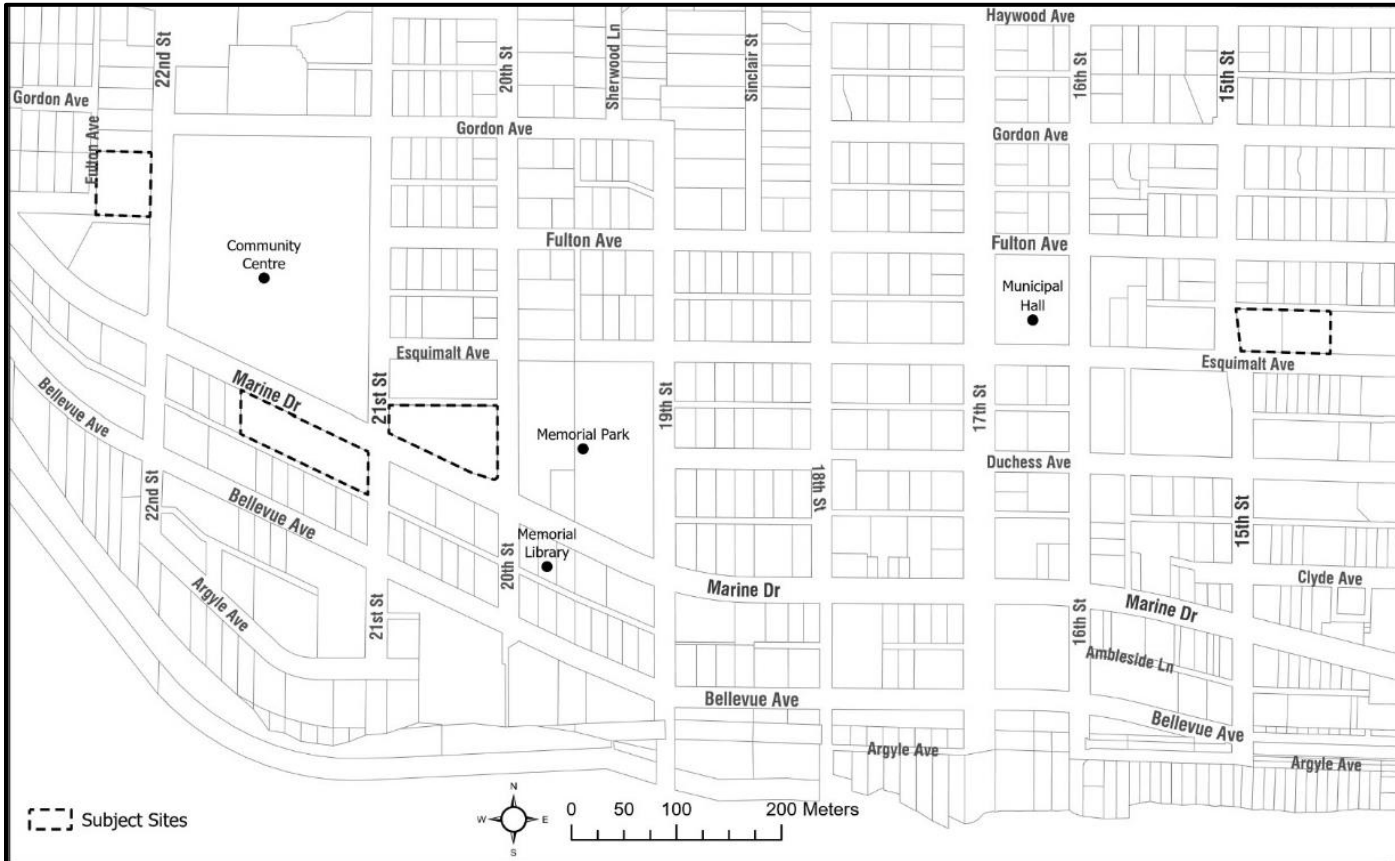 Haywood Ave
22nd St
20th St
Sherwood Ln
Sinclair St
16th St
15th St
Gordon Ave
Fulton Ave
Gordon Ave
Gordon Ave
Community
Centre
Fulton Ave
Fulton Ave
Municipal
Hall
Esquimalt Ave
Esquimalt Ave
Marine Dr
21st St
19th St
17th St
Bellevue Ave
Memorial Park
Duchess Ave
22nd St
Bellevue Ave
18th St
15th St
Memorial
Library
20th St
Marine Dr
Clyde Ave
Argyle Ave
21st St
16th St
Marine Dr
Ambleside Ln
Bellevue Ave
Bellevue Ave
Argyle Ave
Argyle Ave
N
W E
S
0 50 100 200 Meters
Subject Sites